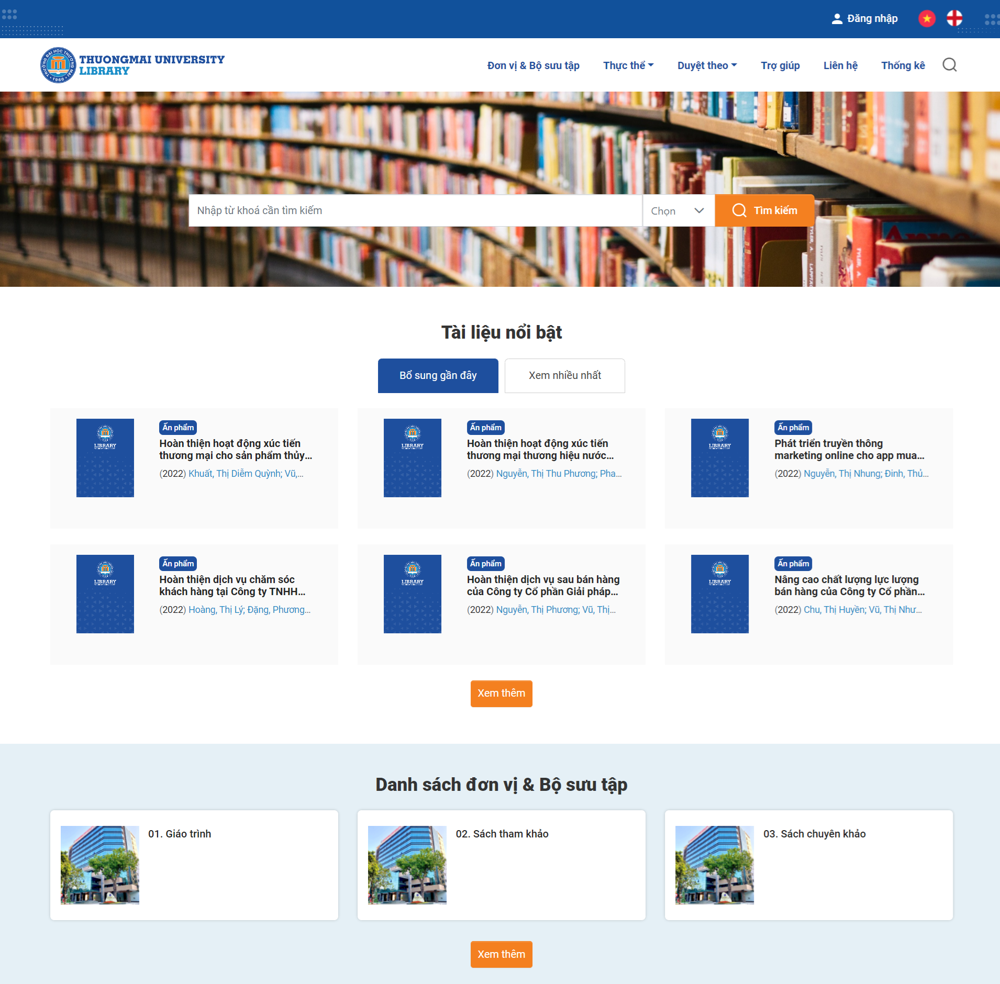 Đăng nhập
TRƯỜNG ĐẠI HỌC THƯƠNG MẠI
1960
THUONGMAI UNIVERSITY
LIBRARY
Đơn vị & Bộ sưu tập
Thực thể
Duyệt theo
Trợ giúp
Liên hệ
Thống kê
Nhập từ khoá cần tìm kiếm
Chọn
Tìm kiếm
Tài liệu nổi bật
Bổ sung gần đây
Xem nhiều nhất
LIBRARY
Ấn phẩm
Hoàn thiện hoạt động xúc tiến
thương mại cho sản phẩm thủy...
(2022) Khuất, Thị Diễm Quỳnh; Vũ,...
LIBRARY
Ấn phẩm
Hoàn thiện hoạt động xúc tiến
thương mại thương hiệu nước...
(2022) Nguyễn, Thị Thu Phương; Pha...
LIBRARY
Ấn phẩm
Phát triển truyền thông
marketing online cho app mua...
(2022) Nguyễn, Thị Nhung; Đinh, Thủ...
LIBRARY
Ấn phẩm
Hoàn thiện dịch vụ chăm sóc
khách hàng tại Công ty TNHH...
(2022) Hoàng, Thị Lý; Đặng, Phương...
LIBRARY
Ấn phẩm
Hoàn thiện dịch vụ sau bán hàng
của Công ty Cổ phần Giải pháp...
(2022) Nguyễn, Thị Phương; Vũ, Thị...
LIBRARY
Ấn phẩm
Nâng cao chất lượng lực lượng
bán hàng của Công ty Cổ phần...
(2022) Chu, Thị Huyền; Vũ, Thị Như...
Xem thêm
Danh sách đơn vị & Bộ sưu tập
01. Giáo trình
02. Sách tham khảo
03. Sách chuyên khảo
Xem thêm